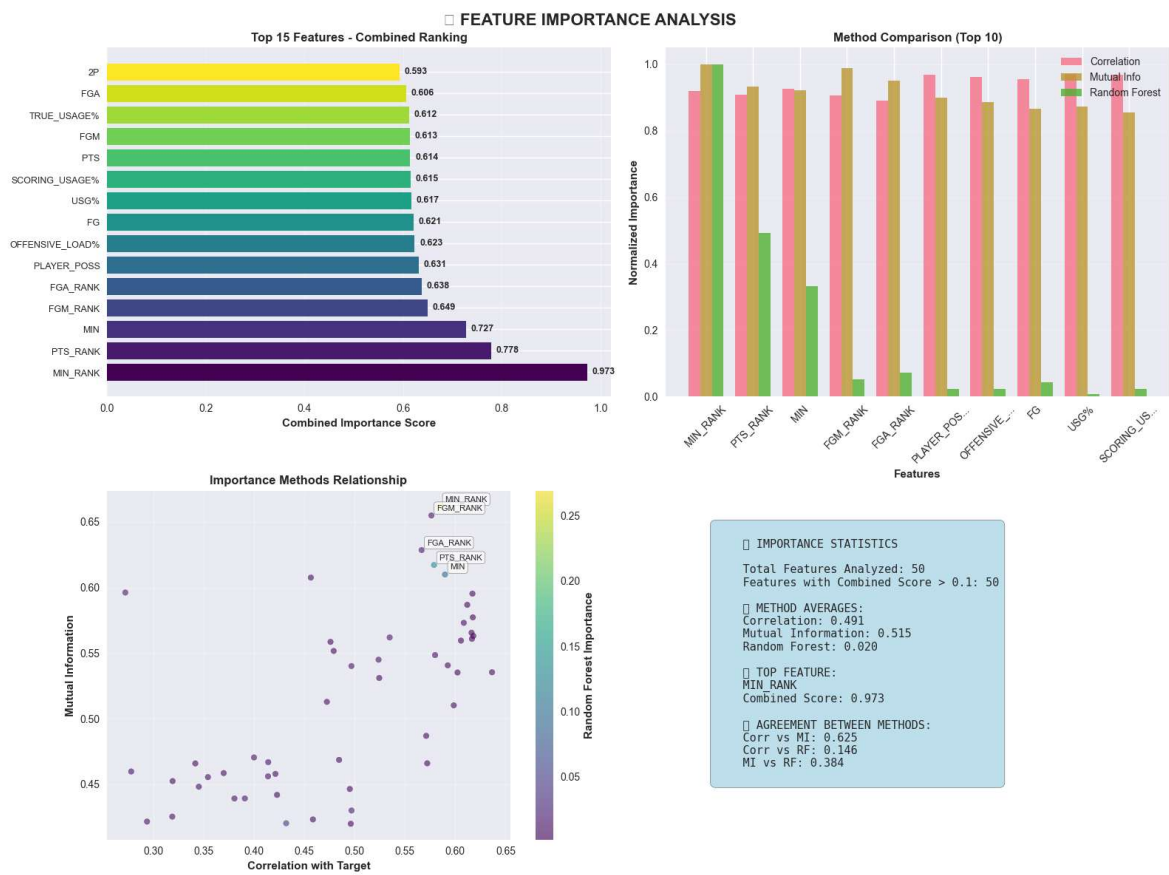 FEATURE IMPORTANCE ANALYSIS
Top 15 Features - Combined Ranking
2P 0.593
FGA 0.606
TRUE_USAGE% 0.612
FGM 0.613
PTS 0.614
SCORING_USAGE% 0.615
USG% 0.617
FG 0.621
OFFENSIVE_LOAD% 0.623
PLAYER_POSS 0.631
FGA_RANK 0.638
FGM_RANK 0.649
MIN 0.727
PTS_RANK 0.778
MIN_RANK 0.973
0.0 0.2 0.4 0.6 0.8 1.0
Combined Importance Score
Method Comparison (Top 10)
Correlation
Mutual Info
Random Forest
Normalized Importance
1.0
0.8
0.6
0.4
0.2
0.0
MIN_RANK PTS_RANK MIN FGM_RANK FGA_RANK PLAYER_POS... OFFENSIVE_... FG USG% SCORING_US...
Features
Importance Methods Relationship
MIN_RANK
FGM_RANK
FGA_RANK
PTS_RANK
MIN
Mutual Information
0.65
0.60
0.55
0.50
0.45
0.30 0.35 0.40 0.45 0.50 0.55 0.60 0.65
Correlation with Target
0.25
0.20
0.15
0.10
0.05
Random Forest Importance
IMPORTANCE STATISTICS
Total Features Analyzed: 50
Features with Combined Score > 0.1: 50
METHOD AVERAGES:
Correlation: 0.491
Mutual Information: 0.515
Random Forest: 0.020
TOP FEATURE:
MIN_RANK
Combined Score: 0.973
AGREEMENT BETWEEN METHODS:
Corr vs MI: 0.625
Corr vs RF: 0.146
MI vs RF: 0.384